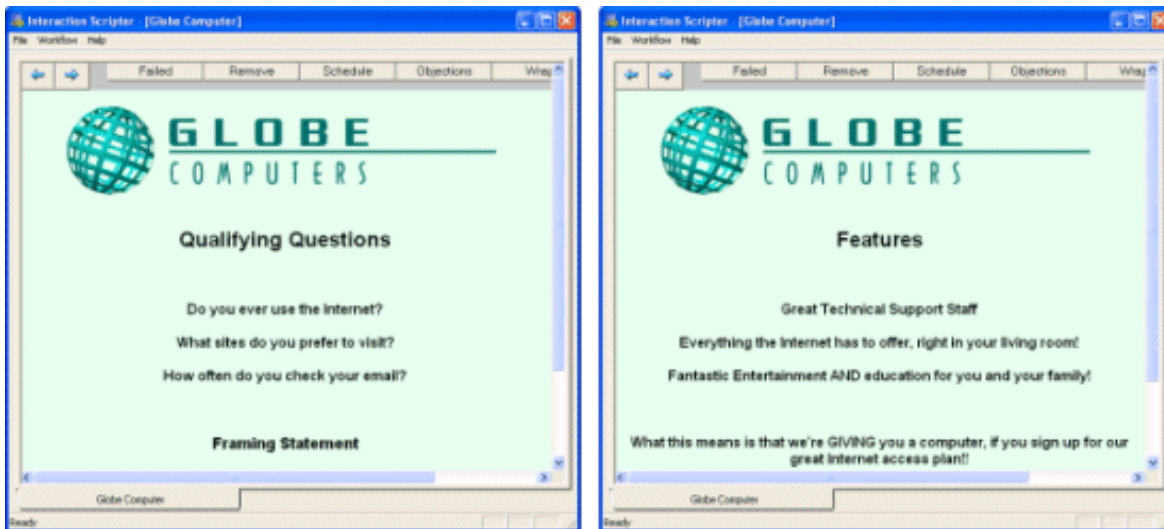 Interaction Scripter - [Globe Computer]
File Workflow Help
Failed Remove Schedule Objections Wrap
GLOBE
COMPUTERS
Qualifying Questions
Do you ever use the Internet?
What sites do you prefer to visit?
How often do you check your email?
Framing Statement
Globe Computer
Ready
Interaction Scripter - [Globe Computer]
File Workflow Help
Failed Remove Schedule Objections Wrap
GLOBE
COMPUTERS
Features
Great Technical Support Staff
Everything the Internet has to offer, right in your living room!
Fantastic Entertainment AND education for you and your family!
What this means is that we're GIVING you a computer, if you sign up for our
great Internet access plan!!
Globe Computer
Ready